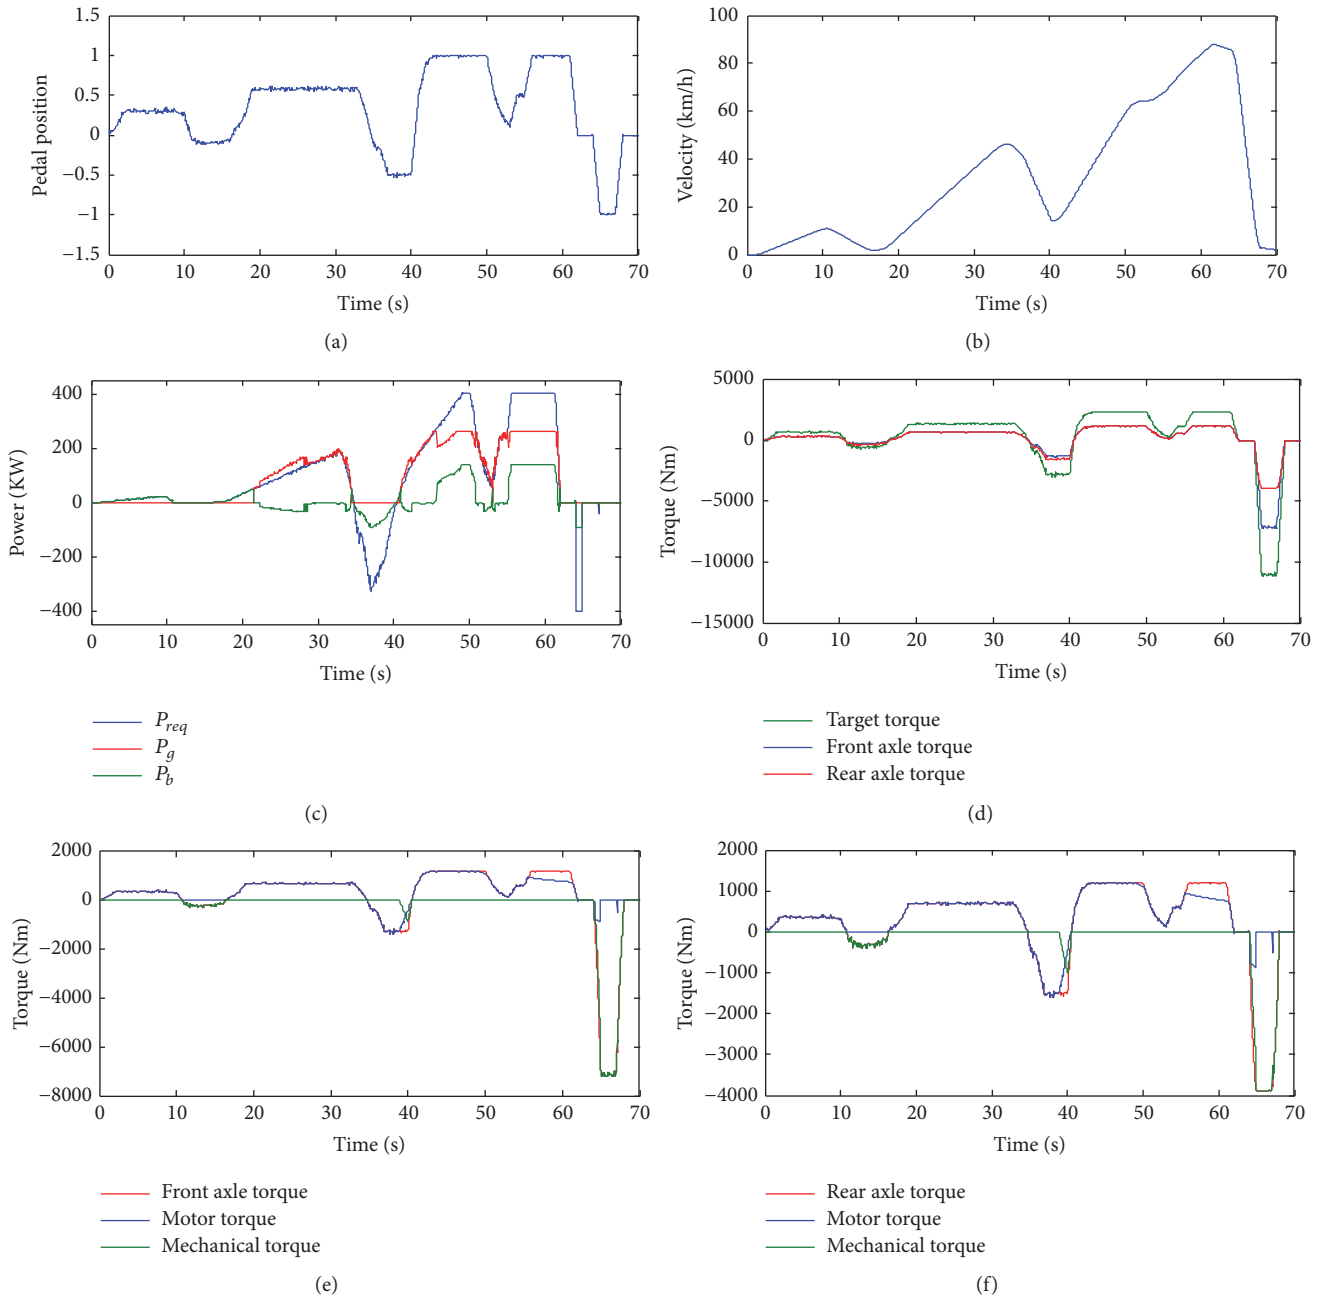 1.5
1
0.5
0
−0.5
−1
−1.5
Pedal position
0 10 20 30 40 50 60 70
Time (s)
(a)
100
80
60
40
20
0
Velocity (km/h)
0 10 20 30 40 50 60 70
Time (s)
(b)
400
200
0
−200
−400
Power (KW)
0 10 20 30 40 50 60 70
Time (s)
P_req
P_g
P_b
(c)
5000
0
−5000
−10000
−15000
Torque (Nm)
0 10 20 30 40 50 60 70
Time (s)
Target torque
Front axle torque
Rear axle torque
(d)
2000
0
−2000
−4000
−6000
−8000
Torque (Nm)
0 10 20 30 40 50 60 70
Time (s)
Front axle torque
Motor torque
Mechanical torque
(e)
2000
1000
0
−1000
−2000
−3000
−4000
Torque (Nm)
0 10 20 30 40 50 60 70
Time (s)
Rear axle torque
Motor torque
Mechanical torque
(f)